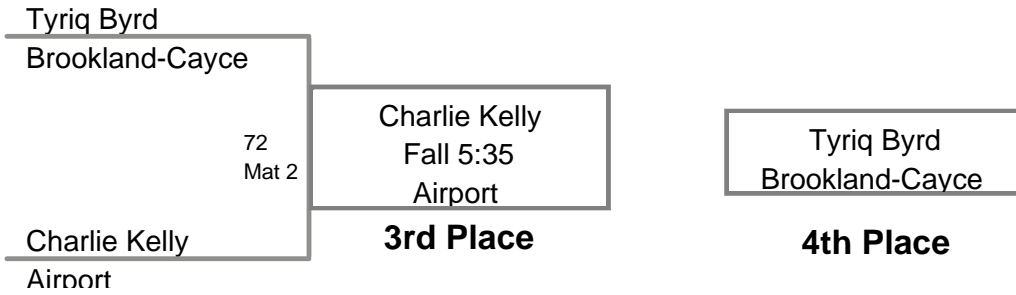 Tyriq Byrd
Brookland-Cayce
72
Mat 2
Charlie Kelly
Airport
Charlie Kelly
Fall 5:35
Airport
3rd Place
Tyriq Byrd
Brookland-Cayce
4th Place